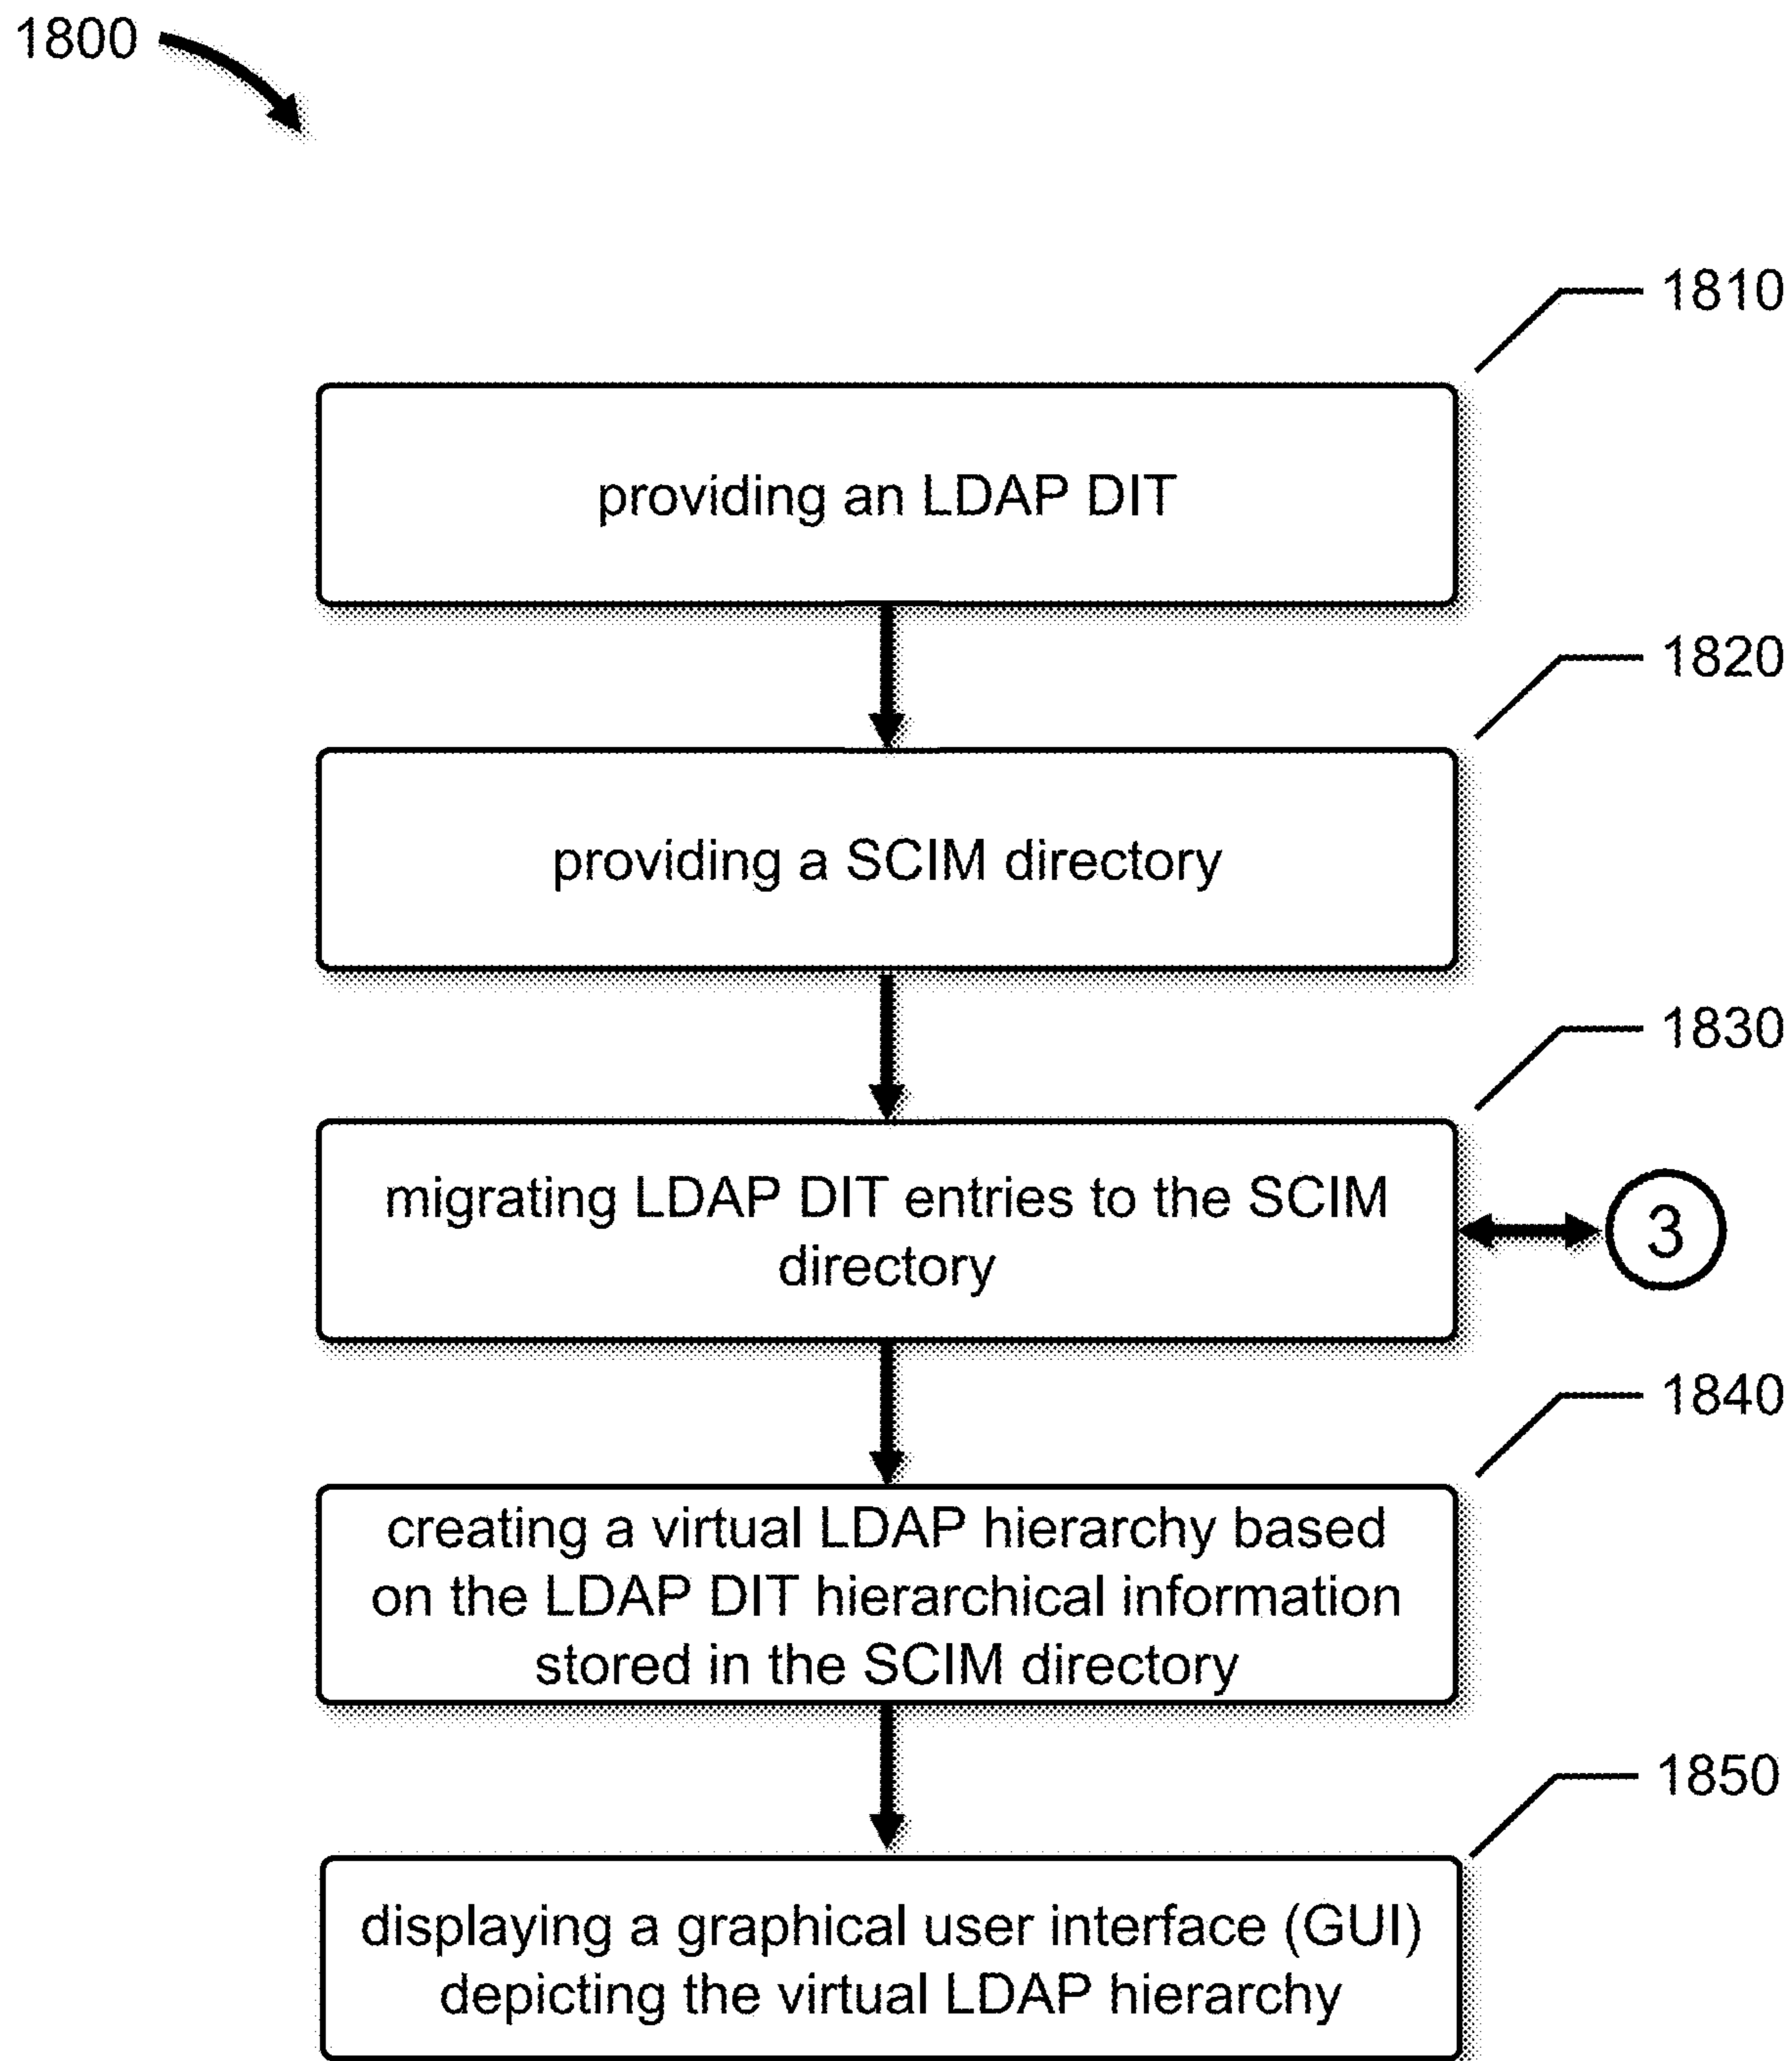 1800
1810
providing an LDAP DIT
1820
providing a SCIM directory
1830
migrating LDAP DIT entries to the SCIM
directory
3
1840
creating a virtual LDAP hierarchy based
on the LDAP DIT hierarchical information
stored in the SCIM directory
1850
displaying a graphical user interface (GUI)
depicting the virtual LDAP hierarchy